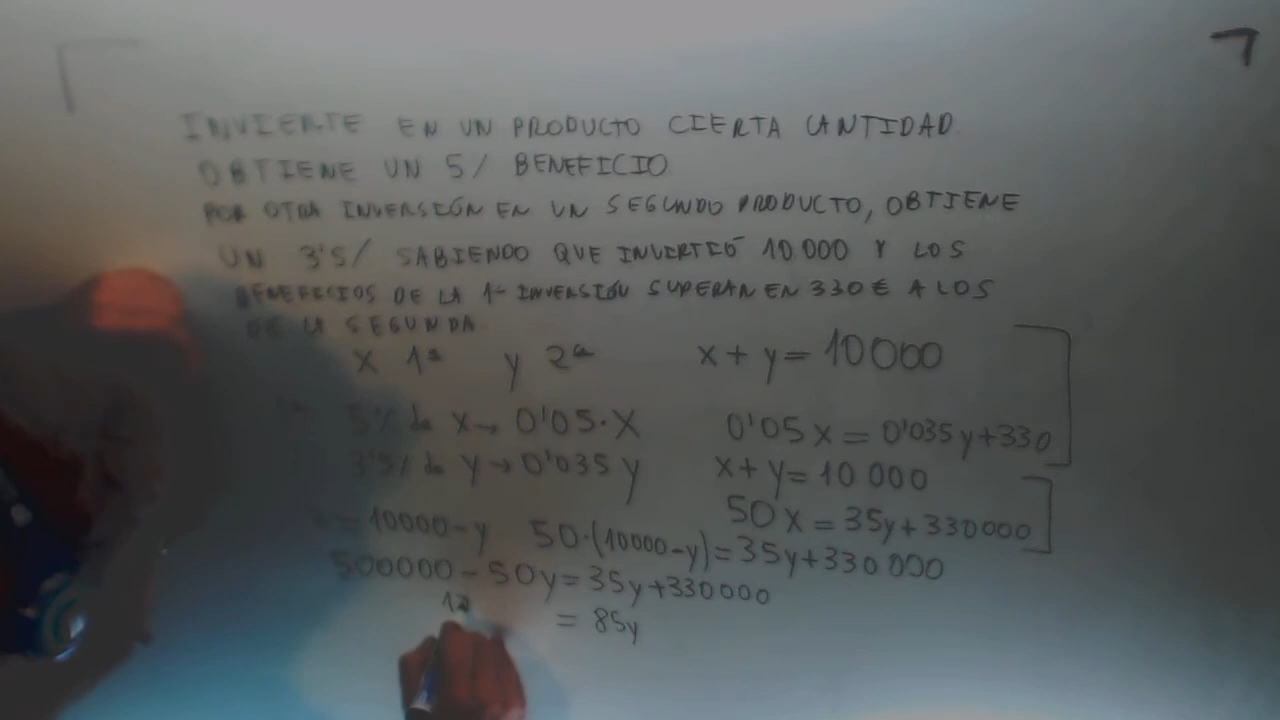 INVIERTE EN UN PRODUCTO CIERTA CANTIDAD
OBTIENE UN 5/ BENEFICIO
POR OTRA INVERSIÓN EN UN SEGUNDO PRODUCTO, OBTIENE
UN 3'5/ SABIENDO QUE INVIRTIÓ 10.000 Y LOS
BENEFICIOS DE LA 1ª INVERSIÓN SUPERAN EN 330€ A LOS
DE LA SEGUNDA
x 1ª y 2ª x + y = 10000
5% de x → 0'05·x 0'05x = 0'035y+330
3'5/ de y → 0'035y x + y = 10 000
50x = 35y + 330000
= 10000-y 50·(10000-y) = 35y+330 000
500000 - 50y = 35y+330000
= 85y